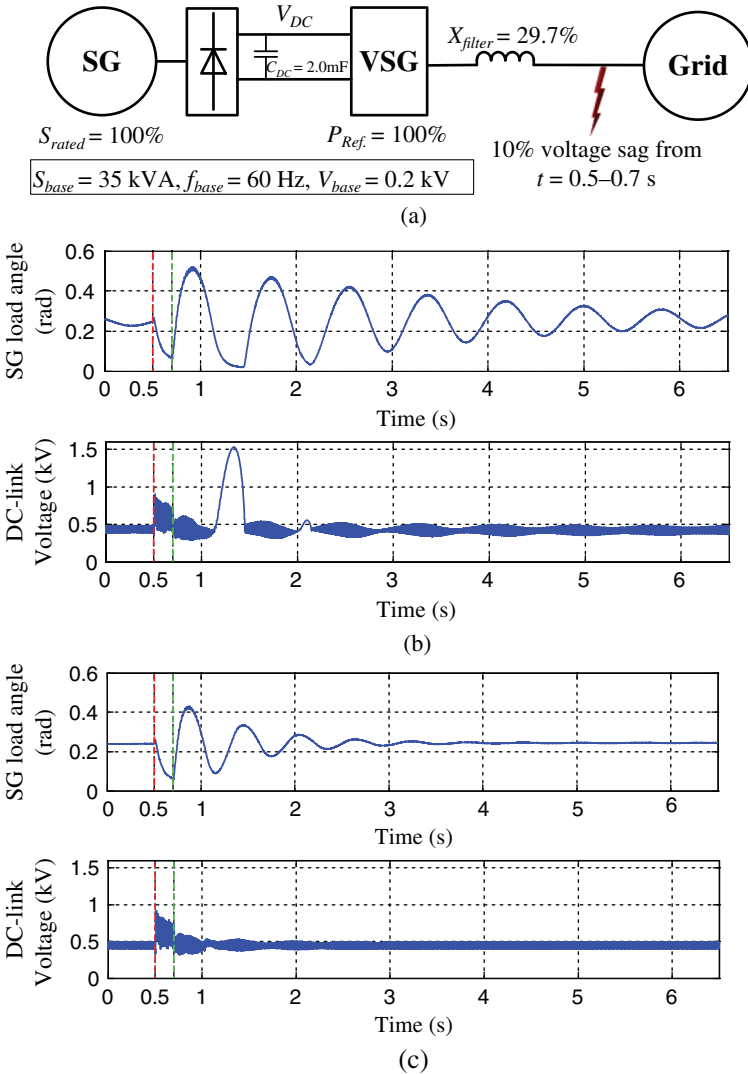 V_DC
X_filter = 29.7%
SG
C_DC = 2.0mF
VSG
Grid
S_rated = 100%
P_Ref. = 100%
10% voltage sag from
t = 0.5–0.7 s
S_base = 35 kVA, f_base = 60 Hz, V_base = 0.2 kV
(a)
SG load angle
(rad)
0.6
0.4
0.2
0
0 0.5 1 2 3 4 5 6
Time (s)
DC-link
Voltage (kV)
1.5
1
0.5
0
0 0.5 1 2 3 4 5 6
Time (s)
(b)
SG load angle
(rad)
0.6
0.4
0.2
0
0 0.5 1 2 3 4 5 6
Time (s)
DC-link
Voltage (kV)
1.5
1
0.5
0
0 0.5 1 2 3 4 5 6
Time (s)
(c)